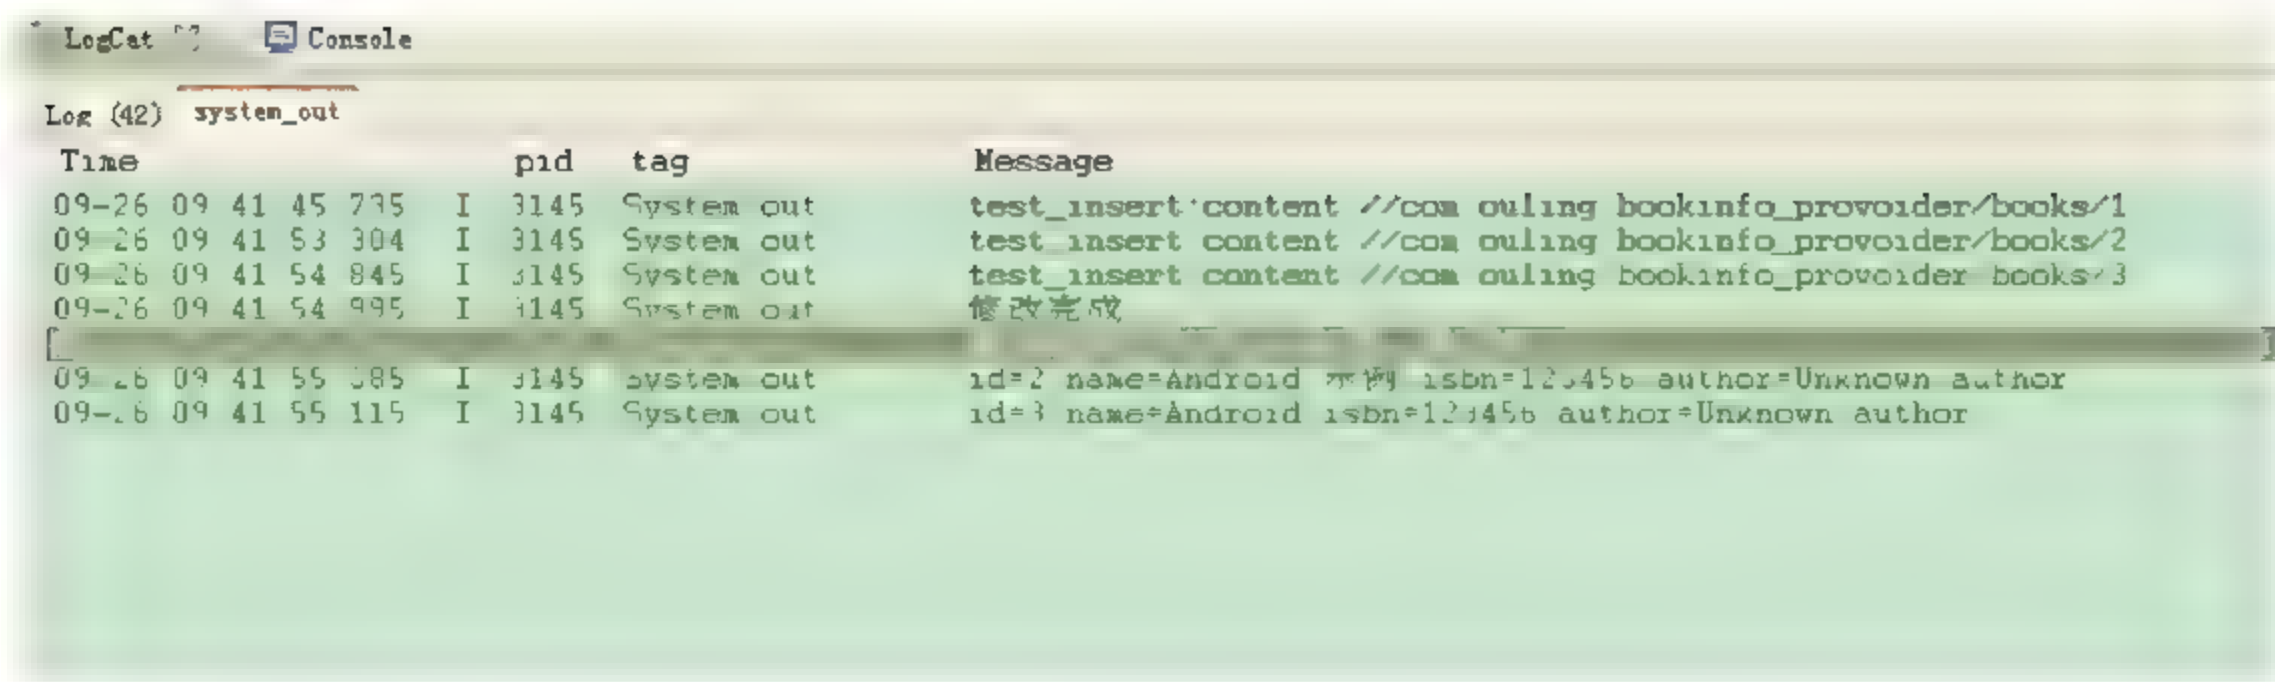 LogCat Console
Log (42) system_out
Time pid tag Message
09-26 09 41 45 735 I 3145 System out test_insert content //com ouling bookinfo_provoider/books/1
09-26 09 41 53 304 I 3145 System out test_insert content //com ouling bookinfo_provoider/books/2
09-26 09 41 54 845 I 3145 System out test_insert content //com ouling bookinfo_provoider books/3
09-26 09 41 54 995 I 3145 System out 修改完成
09-26 09 41 55 I 3145 System out id=2 name=Android 示例 isbn=123456 author=Unknown author
09-26 09 41 55 115 I 3145 System out id=3 name=Android isbn=123456 author=Unknown author